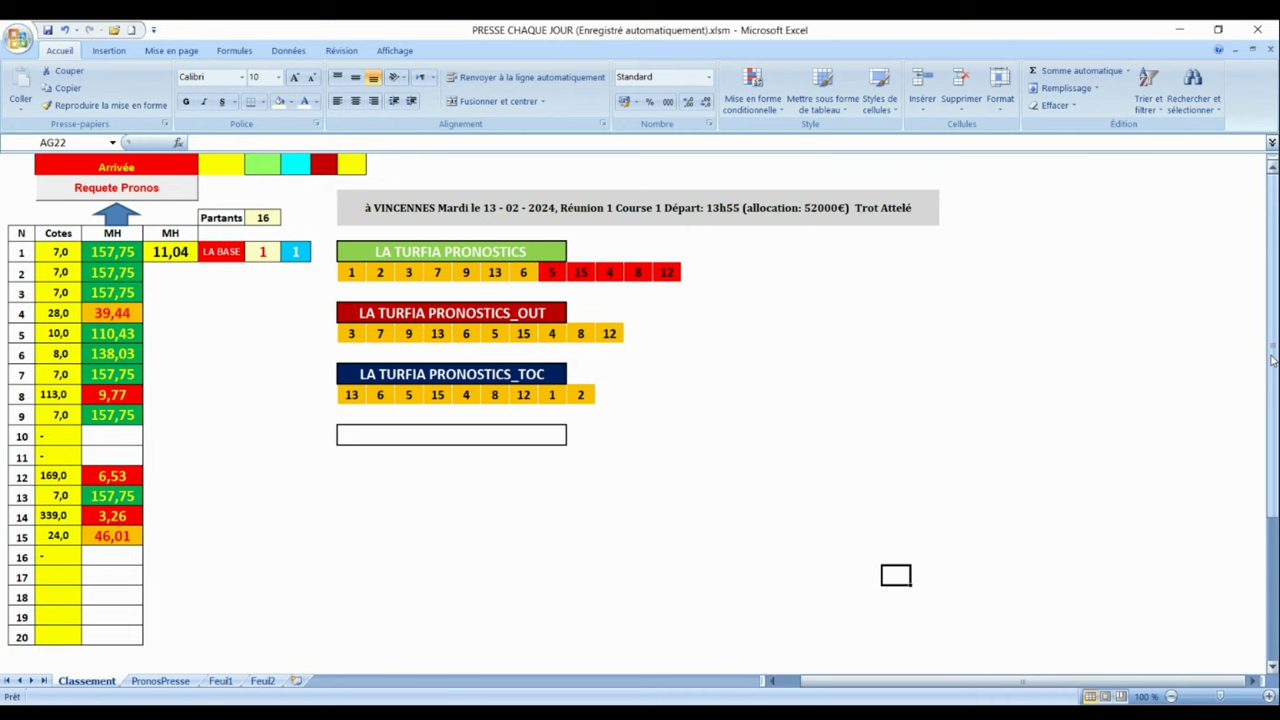 PRESSE CHAQUE JOUR (Enregistré automatiquement).xlsm - Microsoft Excel
Accueil Insertion Mise en page Formules Données Révision Affichage
Coller
Couper
Copier
Reproduire la mise en forme
Presse-papiers
Calibri 10
G I S
Police
Renvoyer à la ligne automatiquement
Fusionner et centrer
Alignement
Standard
% 000
Nombre
Mise en forme conditionnelle
Mettre sous forme de tableau
Styles de cellules
Style
Insérer Supprimer Format
Cellules
Somme automatique
Remplissage
Effacer
Trier et filtrer
Rechercher et sélectionner
Édition
AG22 fx
Arrivée
Requete Pronos
à VINCENNES Mardi le 13 - 02 - 2024, Réunion 1 Course 1 Départ: 13h55 (allocation: 52000€) Trot Attelé
Partants 16
N Cotes MH MH
1 7,0 157,75 11,04 LA BASE 1 1 LA TURFIA PRONOSTICS
2 7,0 157,75 1 2 3 7 9 13 6 5 15 4 8 12
3 7,0 157,75
4 28,0 39,44 LA TURFIA PRONOSTICS_OUT
5 10,0 110,43 3 7 9 13 6 5 15 4 8 12
6 8,0 138,03
7 7,0 157,75 LA TURFIA PRONOSTICS_TOC
8 113,0 9,77 13 6 5 15 4 8 12 1 2
9 7,0 157,75
10 -
11 -
12 169,0 6,53
13 7,0 157,75
14 339,0 3,26
15 24,0 46,01
16 -
17
18
19
20
Classement PronosPresse Feuil1 Feuil2
Prêt 100 %